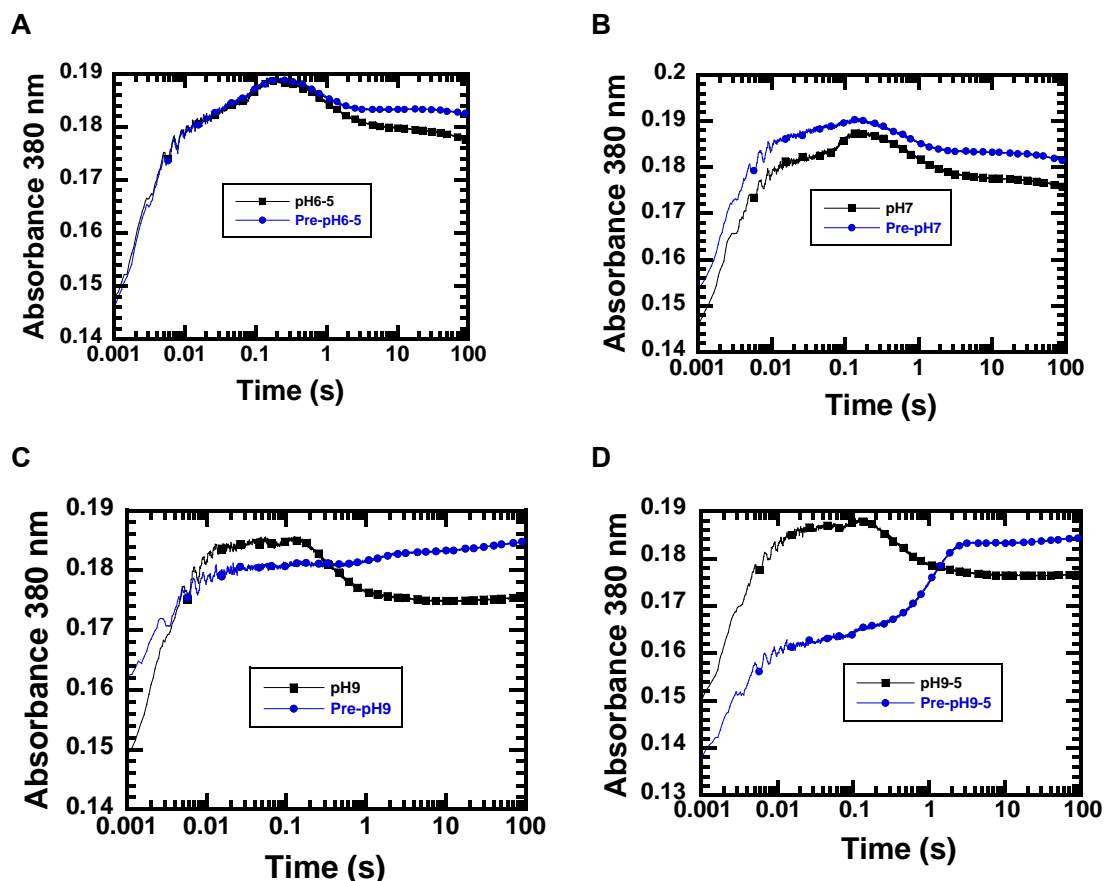 A
Absorbance 380 nm
0.19
0.18
0.17
0.16
0.15
0.14
pH6-5
Pre-pH6-5
0.001 0.01 0.1 1 10 100
Time (s)
B
Absorbance 380 nm
0.2
0.19
0.18
0.17
0.16
0.15
0.14
pH7
Pre-pH7
0.001 0.01 0.1 1 10 100
Time (s)
C
Absorbance 380 nm
0.19
0.18
0.17
0.16
0.15
0.14
pH9
Pre-pH9
0.001 0.01 0.1 1 10 100
Time (s)
D
Absorbance 380 nm
0.19
0.18
0.17
0.16
0.15
0.14
0.13
pH9-5
Pre-pH9-5
0.001 0.01 0.1 1 10 100
Time (s)